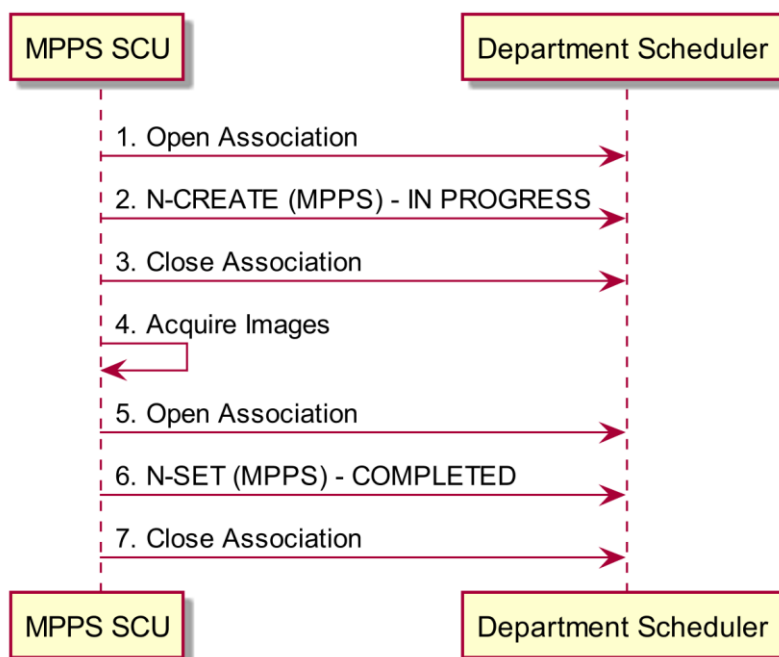 MPPS SCU
Department Scheduler
1. Open Association
2. N-CREATE (MPPS) - IN PROGRESS
3. Close Association
4. Acquire Images
5. Open Association
6. N-SET (MPPS) - COMPLETED
7. Close Association
MPPS SCU
Department Scheduler